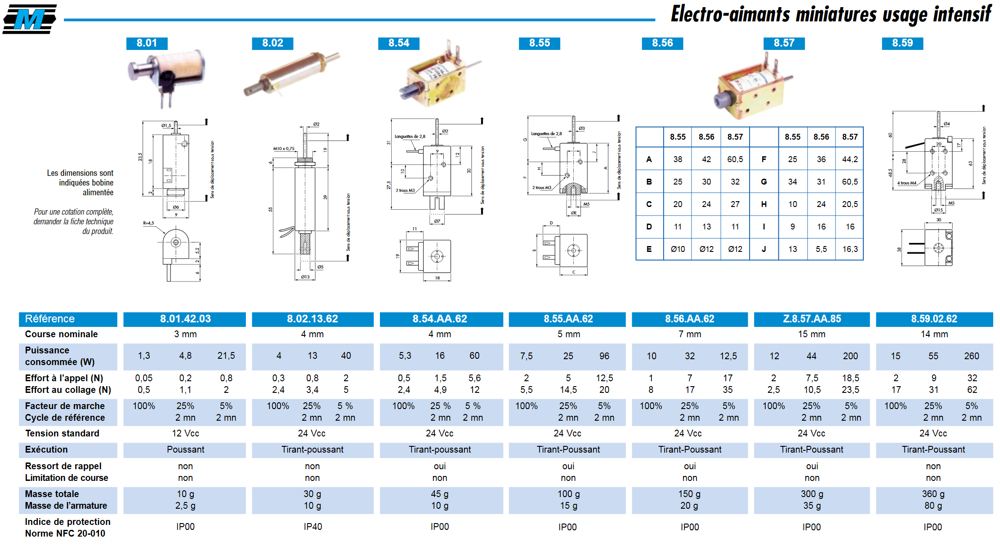 M
Electro-aimants miniatures usage intensif
8.01 8.02 8.54 8.55 8.56 8.57 8.59
Les dimensions sont
indiquées bobine
alimentée
Pour une cotation complète,
demander la fiche technique
du produit.
Ø1,5
23,5
18
2
Ø6
9
Sens de déplacement sous tension
R=4,5
5,2
2
6
Ø2
M10 x 0,75
19
6
39
55
Ø5
Ø13
Sens de déplacement sous tension
Languettes de 2,8
Ø2
31
9
12
10
30
27,5
2 trous M3
Ø7
Sens de déplacement sous tension
11
19
18
Languettes de 2,8
Ø3
G
J
H
A
F
2 trous M3
M5
ØE
Sens de déplacement sous tension
D
B
C
8.55 8.56 8.57 8.55 8.56 8.57
A 38 42 60,5 F 25 36 44,2
B 25 30 32 G 34 31 60,5
C 20 24 27 H 10 24 20,5
D 11 13 11 I 9 16 16
E Ø10 Ø12 Ø12 J 13 5,5 16,3
Ø4
60
20
17
28
63
48,5
4 trous M4
M5
Ø15
Sens de déplacement sous tension
30
38
Référence 8.01.42.03 8.02.13.62 8.54.AA.62 8.55.AA.62 8.56.AA.62 Z.8.57.AA.85 8.59.02.62
Course nominale 3 mm 4 mm 4 mm 5 mm 7 mm 15 mm 14 mm
Puissance
consommée (W) 1,3 4,8 21,5 4 13 40 5,3 16 60 7,5 25 96 10 32 12,5 12 44 200 15 55 260
Effort à l'appel (N) 0,05 0,2 0,8 0,3 0,8 2 0,5 1,5 5,6 2 5 12,5 1 7 17 2 7,5 18,5 2 9 32
Effort au collage (N) 0,5 1,1 2 2,4 3,4 5 2,4 4,9 12 5,5 14,5 20 8 17 35 2,5 10,5 23,5 17 31 62
Facteur de marche 100% 25% 5% 100% 25% 5 % 100% 25 % 5 % 100% 25% 5% 100% 25% 5% 100% 25% 5% 100% 25% 5%
Cycle de référence 2 mn 2 mn 2 mn 2 mn 2 mn 2 mn 2 mn 2 mn 2 mn 2 mn 2 mn 2 mn 2 mn 2 mn
Tension standard 12 Vcc 24 Vcc 24 Vcc 24 Vcc 24 Vcc 24 Vcc 24 Vcc
Exécution Poussant Tirant-poussant Tirant-poussant Tirant-Poussant Tirant-Poussant Tirant-Poussant Tirant-Poussant
Ressort de rappel non non oui oui oui oui non
Limitation de course non non non non non non non
Masse totale 10 g 30 g 45 g 100 g 150 g 300 g 360 g
Masse de l'armature 2,5 g 10 g 10 g 15 g 20 g 35 g 80 g
Indice de protection
Norme NFC 20-010 IP00 IP40 IP00 IP00 IP00 IP00 IP00